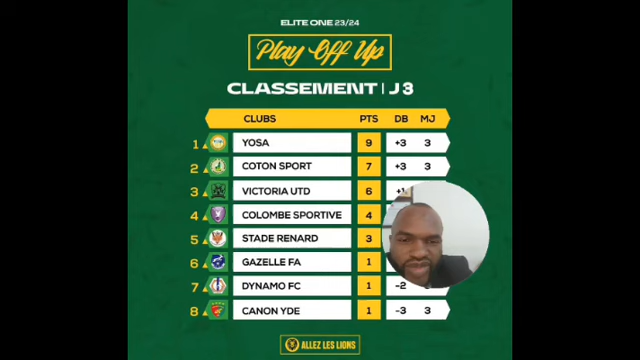 ELITE ONE 23/24
Play Off Up
CLASSEMENT | J3
CLUBS PTS DB MJ
1 YOSA 9 +3 3
2 COTON SPORT 7 +3 3
3 VICTORIA UTD 6
4 COLOMBE SPORTIVE 4
5 STADE RENARD 3
6 GAZELLE FA 1
7 DYNAMO FC 1 -2
8 CANON YDE 1 -3 3
ALLEZ LES LIONS